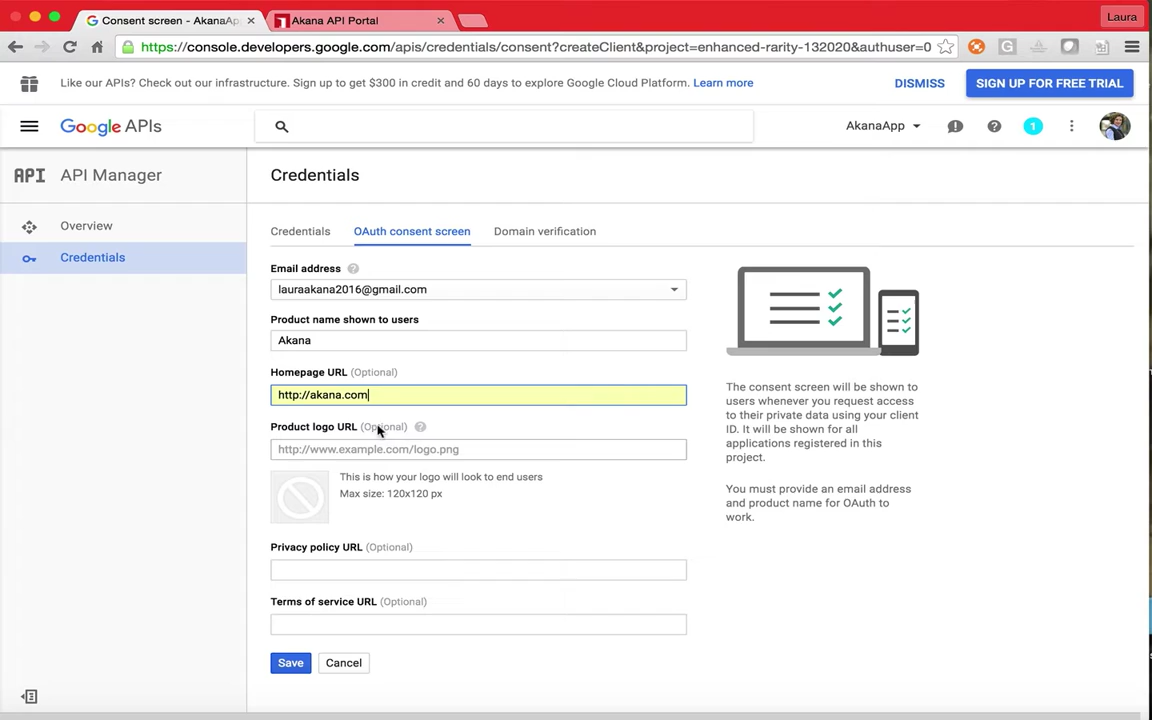 Consent screen - AkanaAp
Akana API Portal
Laura
https://console.developers.google.com/apis/credentials/consent?createClient&project=enhanced-rarity-132020&authuser=0
Like our APIs? Check out our infrastructure. Sign up to get $300 in credit and 60 days to explore Google Cloud Platform. Learn more
DISMISS
SIGN UP FOR FREE TRIAL
Google APIs
AkanaApp
1
API API Manager
Credentials
Overview
Credentials
Credentials
OAuth consent screen
Domain verification
Email address
lauraakana2016@gmail.com
Product name shown to users
Akana
Homepage URL (Optional)
http://akana.com
Product logo URL (Optional)
http://www.example.com/logo.png
This is how your logo will look to end users
Max size: 120x120 px
Privacy policy URL (Optional)
Terms of service URL (Optional)
Save
Cancel
The consent screen will be shown to
users whenever you request access
to their private data using your client
ID. It will be shown for all
applications registered in this
project.
You must provide an email address
and product name for OAuth to
work.